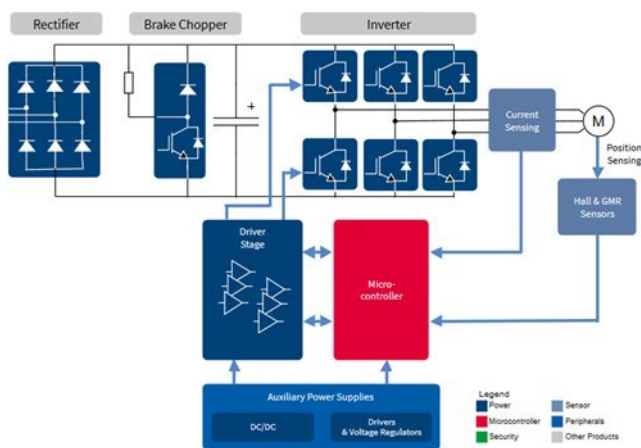 Rectifier
Brake Chopper
Inverter
+
Current
Sensing
M
Position
Sensing
Hall & GMR
Sensors
Driver
Stage
Micro-
controller
Auxiliary Power Supplies
DC/DC
Drivers
& Voltage Regulators
Legend
Power
Sensor
Microcontroller
Peripherals
Security
Other Products